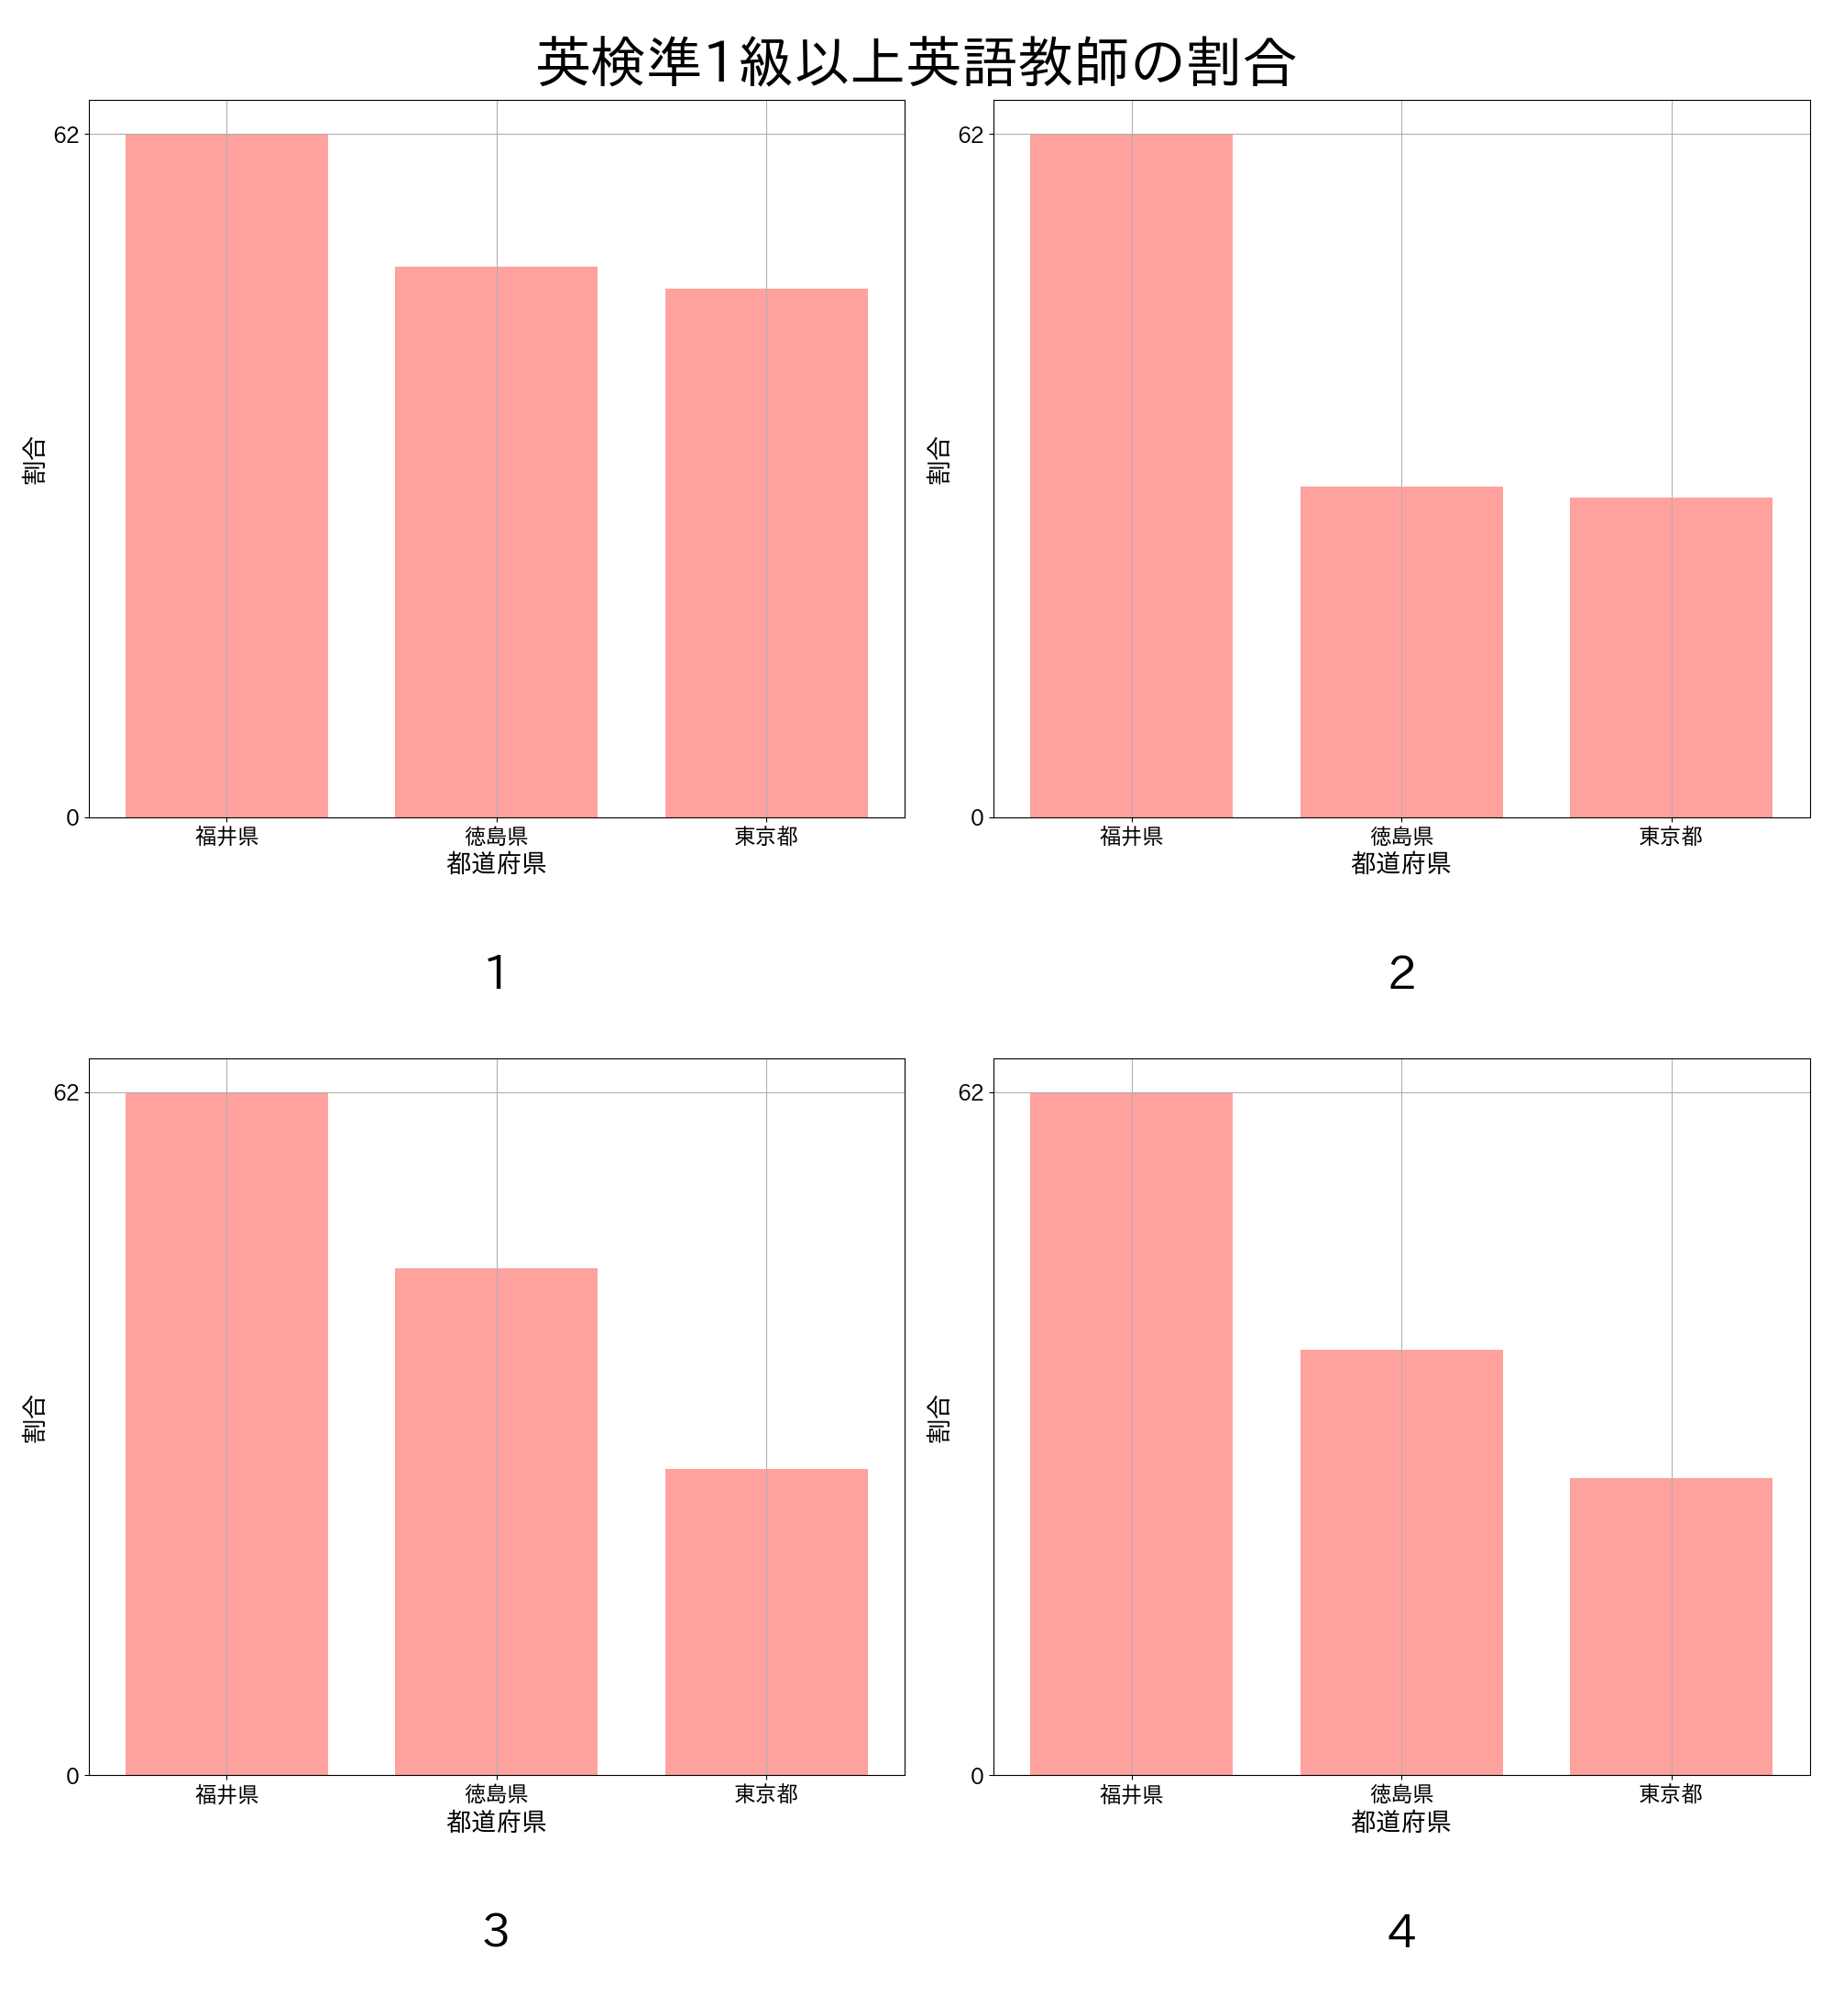 英検準1級以上英語教師の割合
62
割合
0
福井県 徳島県 東京都
都道府県
1
62
割合
0
福井県 徳島県 東京都
都道府県
2
62
割合
0
福井県 徳島県 東京都
都道府県
3
62
割合
0
福井県 徳島県 東京都
都道府県
4